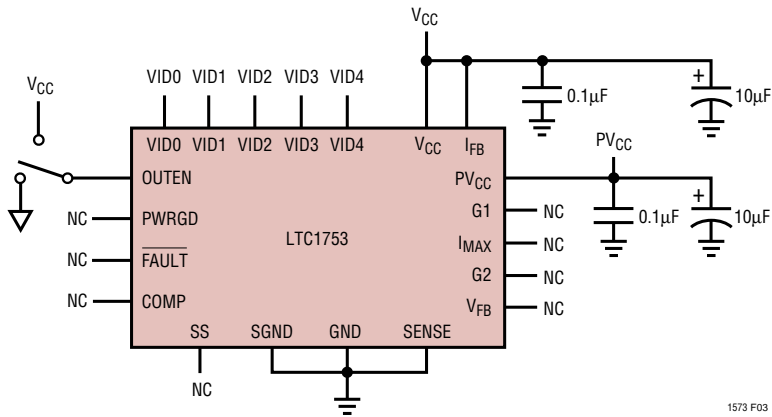 VCC
VCC
VID0 VID1 VID2 VID3 VID4
0.1µF
10µF
+
VID0 VID1 VID2 VID3 VID4
VCC
IFB
PVCC
OUTEN
PVCC
+
NC
PWRGD
G1
NC
0.1µF
10µF
LTC1753
NC
FAULT
IMAX
NC
G2
NC
NC
COMP
VFB
NC
SS
SGND
GND
SENSE
NC
1573 F03